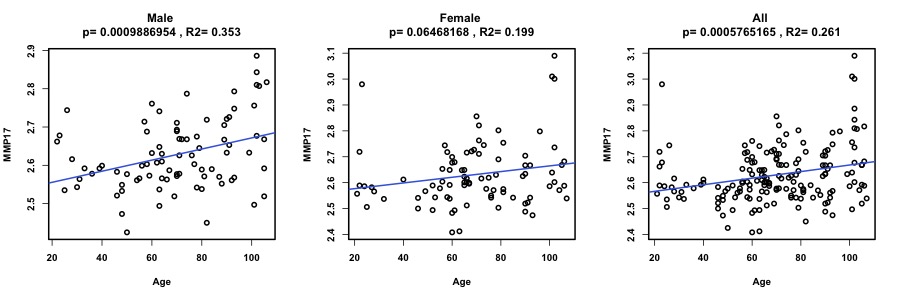 Male
p= 0.0009886954 , R2= 0.353
MMP17
2.9
2.8
2.7
2.6
2.5
20 40 60 80 100
Age
Female
p= 0.06468168 , R2= 0.199
MMP17
3.1
3.0
2.9
2.8
2.7
2.6
2.5
2.4
20 40 60 80 100
Age
All
p= 0.0005765165 , R2= 0.261
MMP17
3.1
3.0
2.9
2.8
2.7
2.6
2.5
2.4
20 40 60 80 100
Age